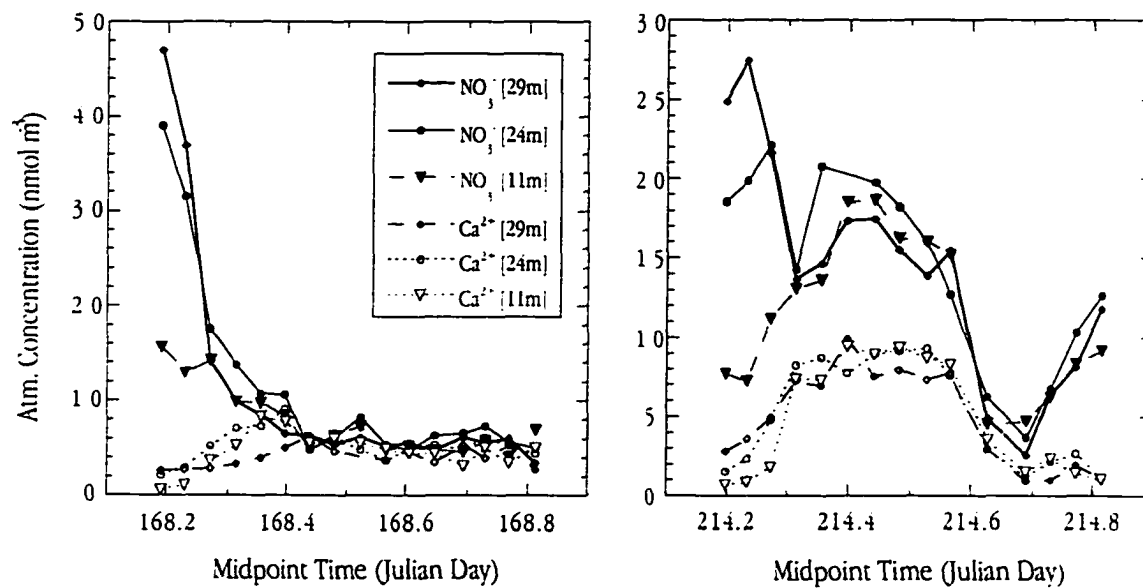 50
40
30
20
10
0
Atm. Concentration (nmol m⁻³)
168.2 168.4 168.6 168.8
Midpoint Time (Julian Day)
NO₃⁻ [29m]
NO₃⁻ [24m]
NO₃⁻ [11m]
Ca²⁺ [29m]
Ca²⁺ [24m]
Ca²⁺ [11m]
30
25
20
15
10
5
0
214.2 214.4 214.6 214.8
Midpoint Time (Julian Day)